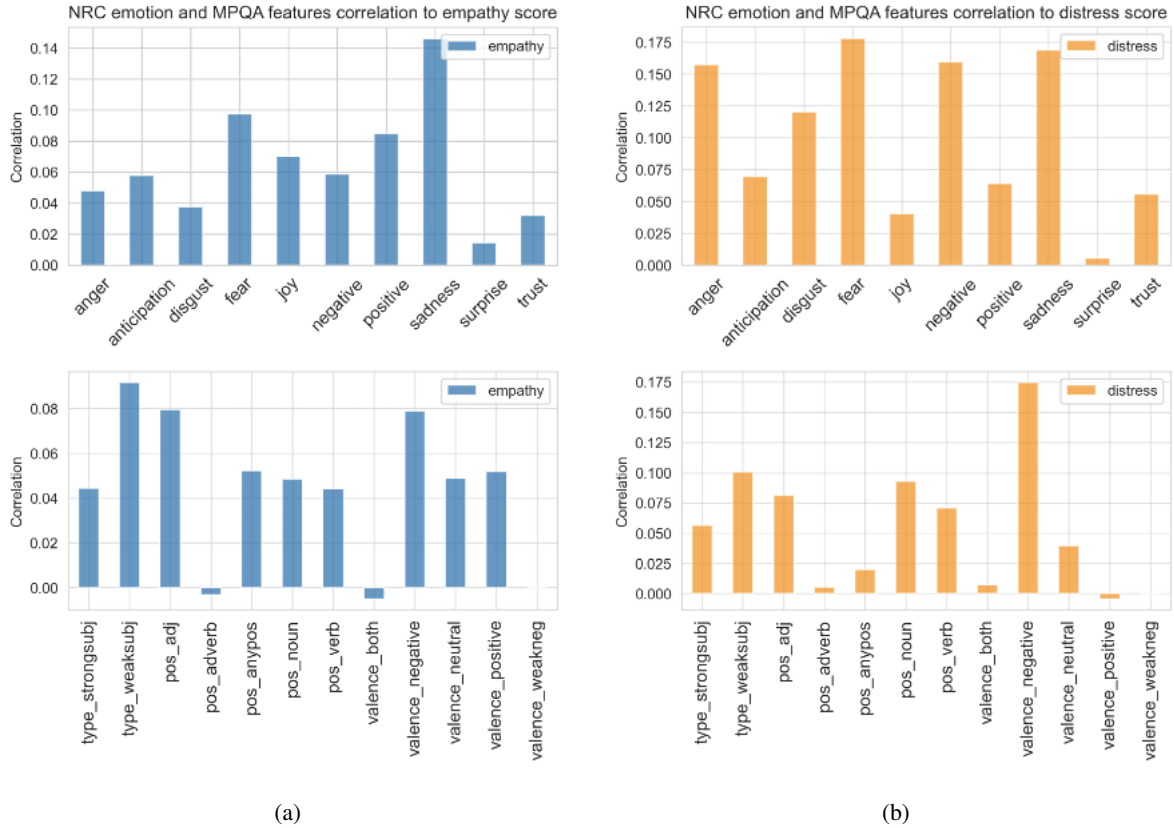 NRC emotion and MPQA features correlation to empathy score
empathy
Correlation
0.14
0.12
0.10
0.08
0.06
0.04
0.02
0.00
anger
anticipation
disgust
fear
joy
negative
positive
sadness
surprise
trust
empathy
Correlation
0.08
0.06
0.04
0.02
0.00
type_strongsubj
type_weaksubj
pos_adj
pos_adverb
pos_anypos
pos_noun
pos_verb
valence_both
valence_negative
valence_neutral
valence_positive
valence_weakneg
(a)
NRC emotion and MPQA features correlation to distress score
distress
Correlation
0.175
0.150
0.125
0.100
0.075
0.050
0.025
0.000
anger
anticipation
disgust
fear
joy
negative
positive
sadness
surprise
trust
distress
Correlation
0.175
0.150
0.125
0.100
0.075
0.050
0.025
0.000
type_strongsubj
type_weaksubj
pos_adj
pos_adverb
pos_anypos
pos_noun
pos_verb
valence_both
valence_negative
valence_neutral
valence_positive
valence_weakneg
(b)